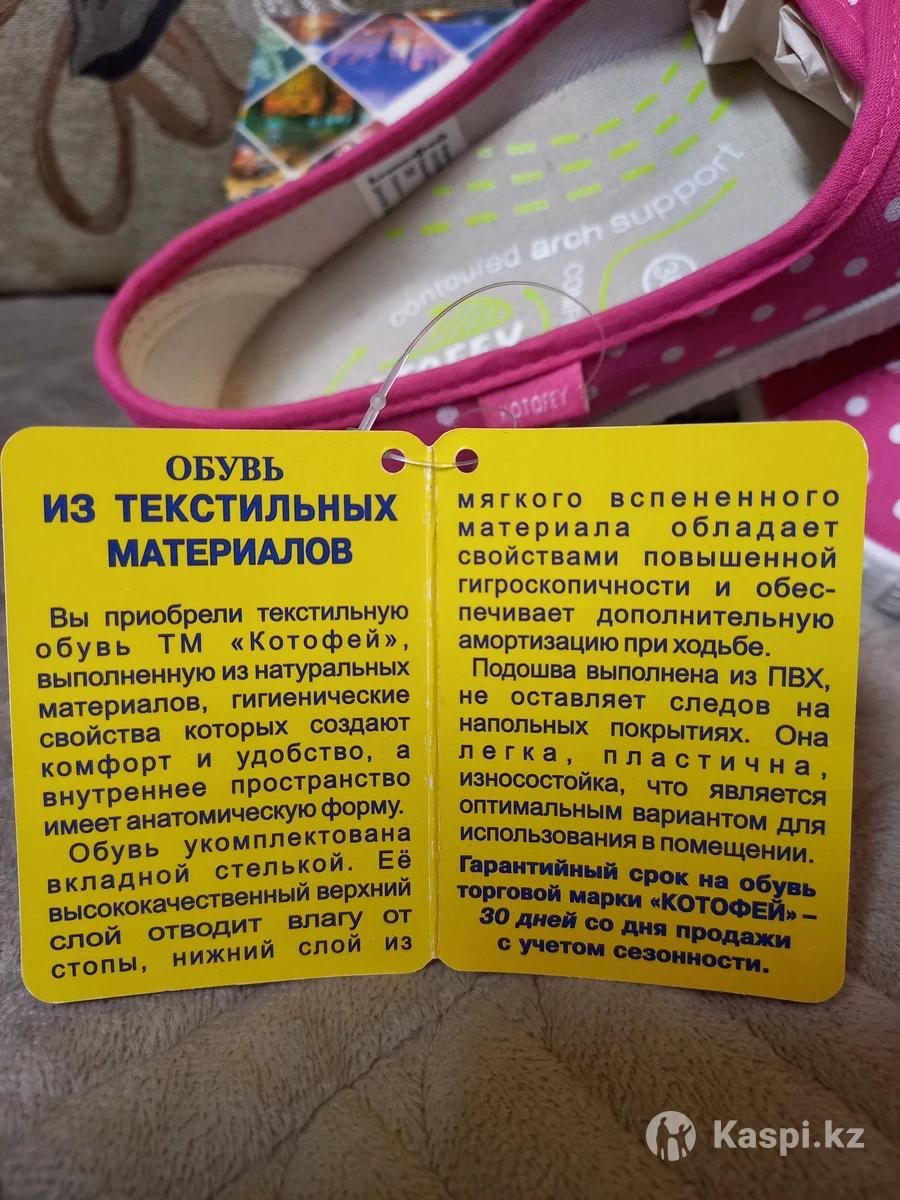 contoured arch support
KOTOFEY
ОБУВЬ
ИЗ ТЕКСТИЛЬНЫХ
МАТЕРИАЛОВ
Вы приобрели текстильную
обувь ТМ «Котофей»,
выполненную из натуральных
материалов, гигиенические
свойства которых создают
комфорт и удобство, а
внутреннее пространство
имеет анатомическую форму.
Обувь укомплектована
вкладной стелькой. Её
высококачественный верхний
слой отводит влагу от
стопы, нижний слой из
мягкого вспененного
материала обладает
свойствами повышенной
гигроскопичности и обес-
печивает дополнительную
амортизацию при ходьбе.
Подошва выполнена из ПВХ,
не оставляет следов на
напольных покрытиях. Она
легка, пластична,
износостойка, что является
оптимальным вариантом для
использования в помещении.
Гарантийный срок на обувь
торговой марки «КОТОФЕЙ» –
30 дней со дня продажи
с учетом сезонности.
Kaspi.kz